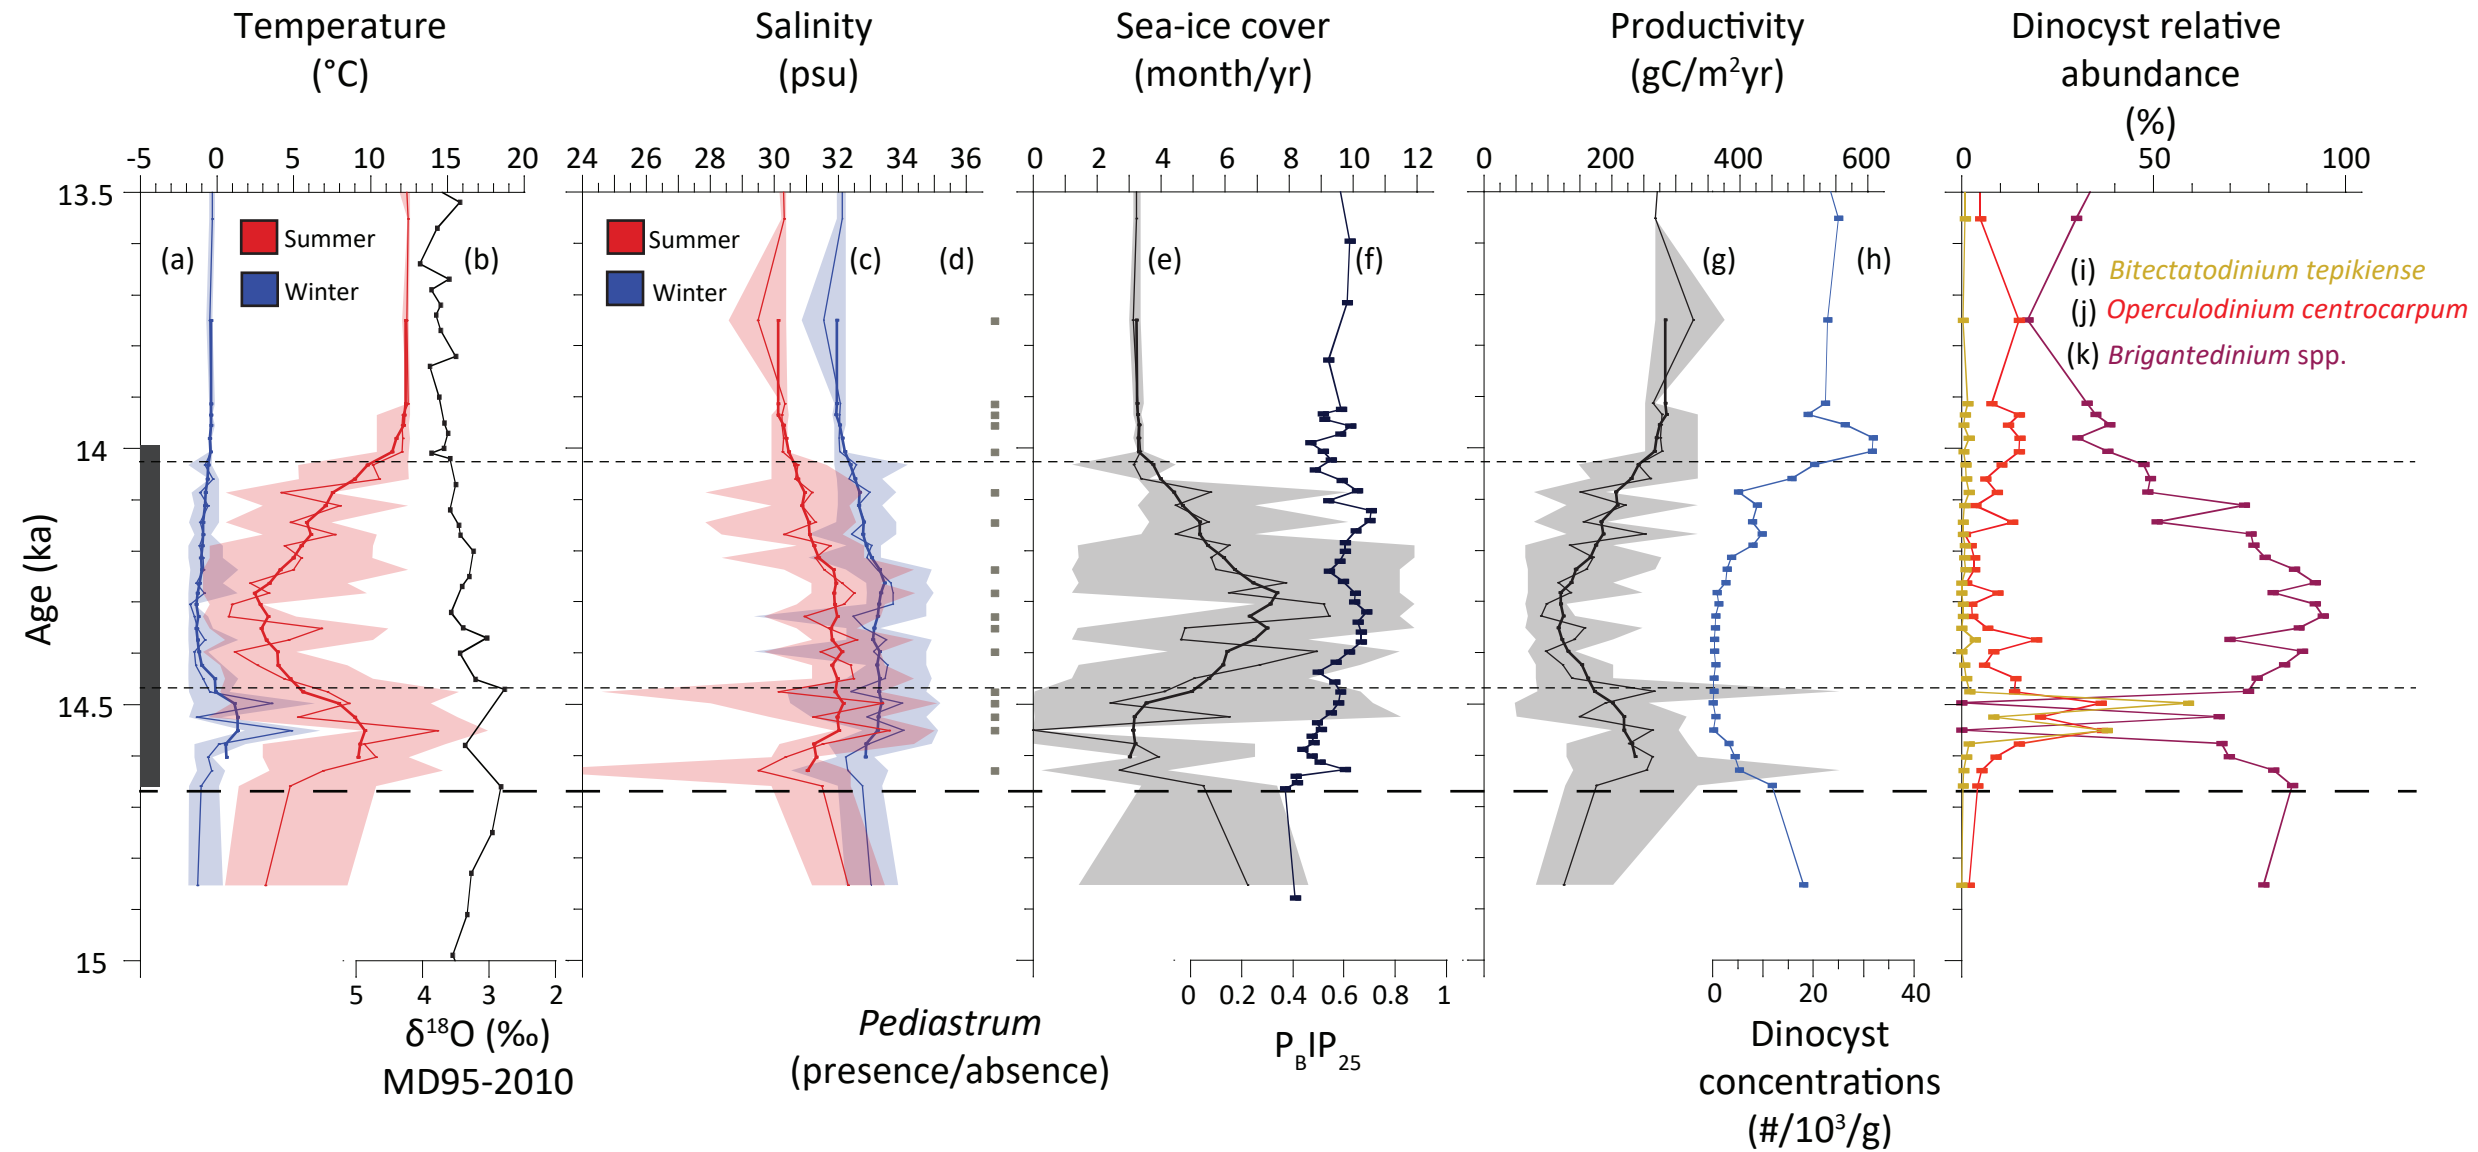 Temperature
(°C)
Salinity
(psu)
Sea-ice cover
(month/yr)
Productivity
(gC/m²yr)
Dinocyst relative
abundance
(%)
-5 0 5 10 15 20
24 26 28 30 32 34 36
0 2 4 6 8 10 12
0 200 400 600
0 50 100
13.5
14
14.5
15
Age (ka)
(a)
Summer
Winter
(b)
Summer
Winter
(c)
(d)
(e)
(f)
(g)
(h)
(i) Bitectatodinium tepikiense
(j) Operculodinium centrocarpum
(k) Brigantedinium spp.
5 4 3 2
δ¹⁸O (‰)
MD95-2010
Pediastrum
(presence/absence)
0 0.2 0.4 0.6 0.8 1
P_BIP₂₅
0 20 40
Dinocyst
concentrations
(#/10³/g)